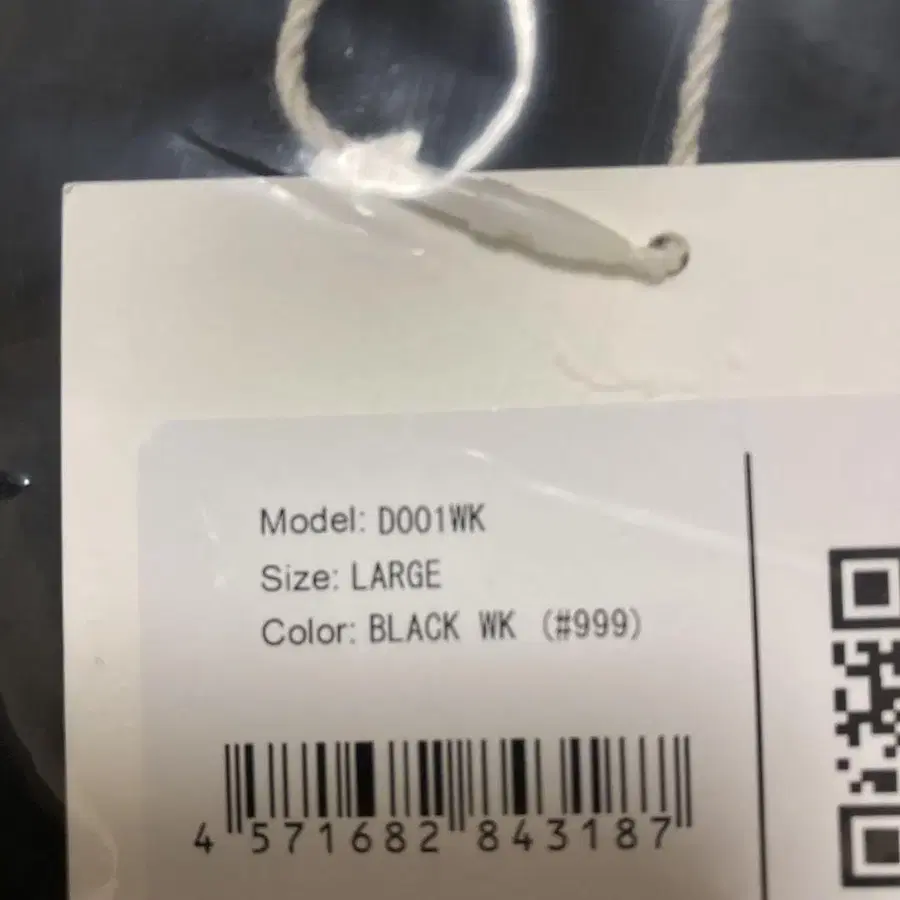 Model: D001WK
Size: LARGE
Color: BLACK WK (#999)
4 571682 843187